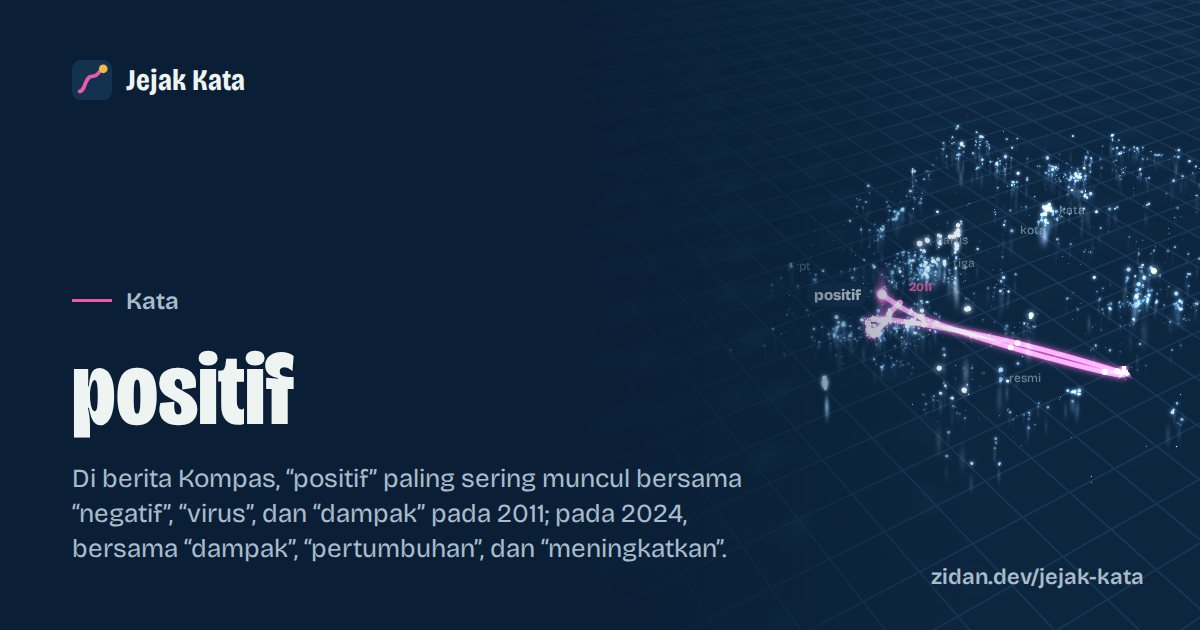 Jejak Kata
Kata
positif
Di berita Kompas, “positif” paling sering muncul bersama
“negatif”, “virus”, dan “dampak” pada 2011; pada 2024,
bersama “dampak”, “pertumbuhan”, dan “meningkatkan”.
kata
kota
tiga
pt
2011
positif
resmi
zidan.dev/jejak-kata